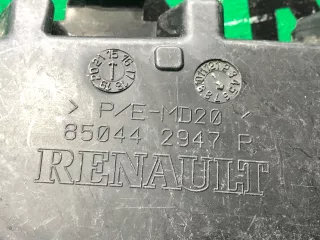 > P/E-MD20 <
85044 2947 R
RENAULT